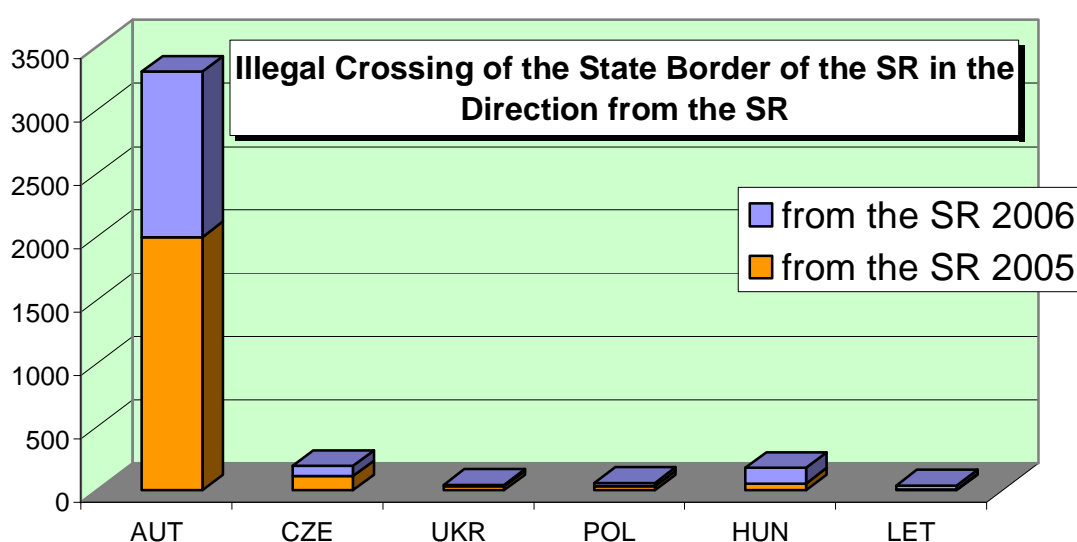 Illegal Crossing of the State Border of the SR in the
Direction from the SR
3500
3000
2500
2000
1500
1000
500
0
from the SR 2006
from the SR 2005
AUT CZE UKR POL HUN LET